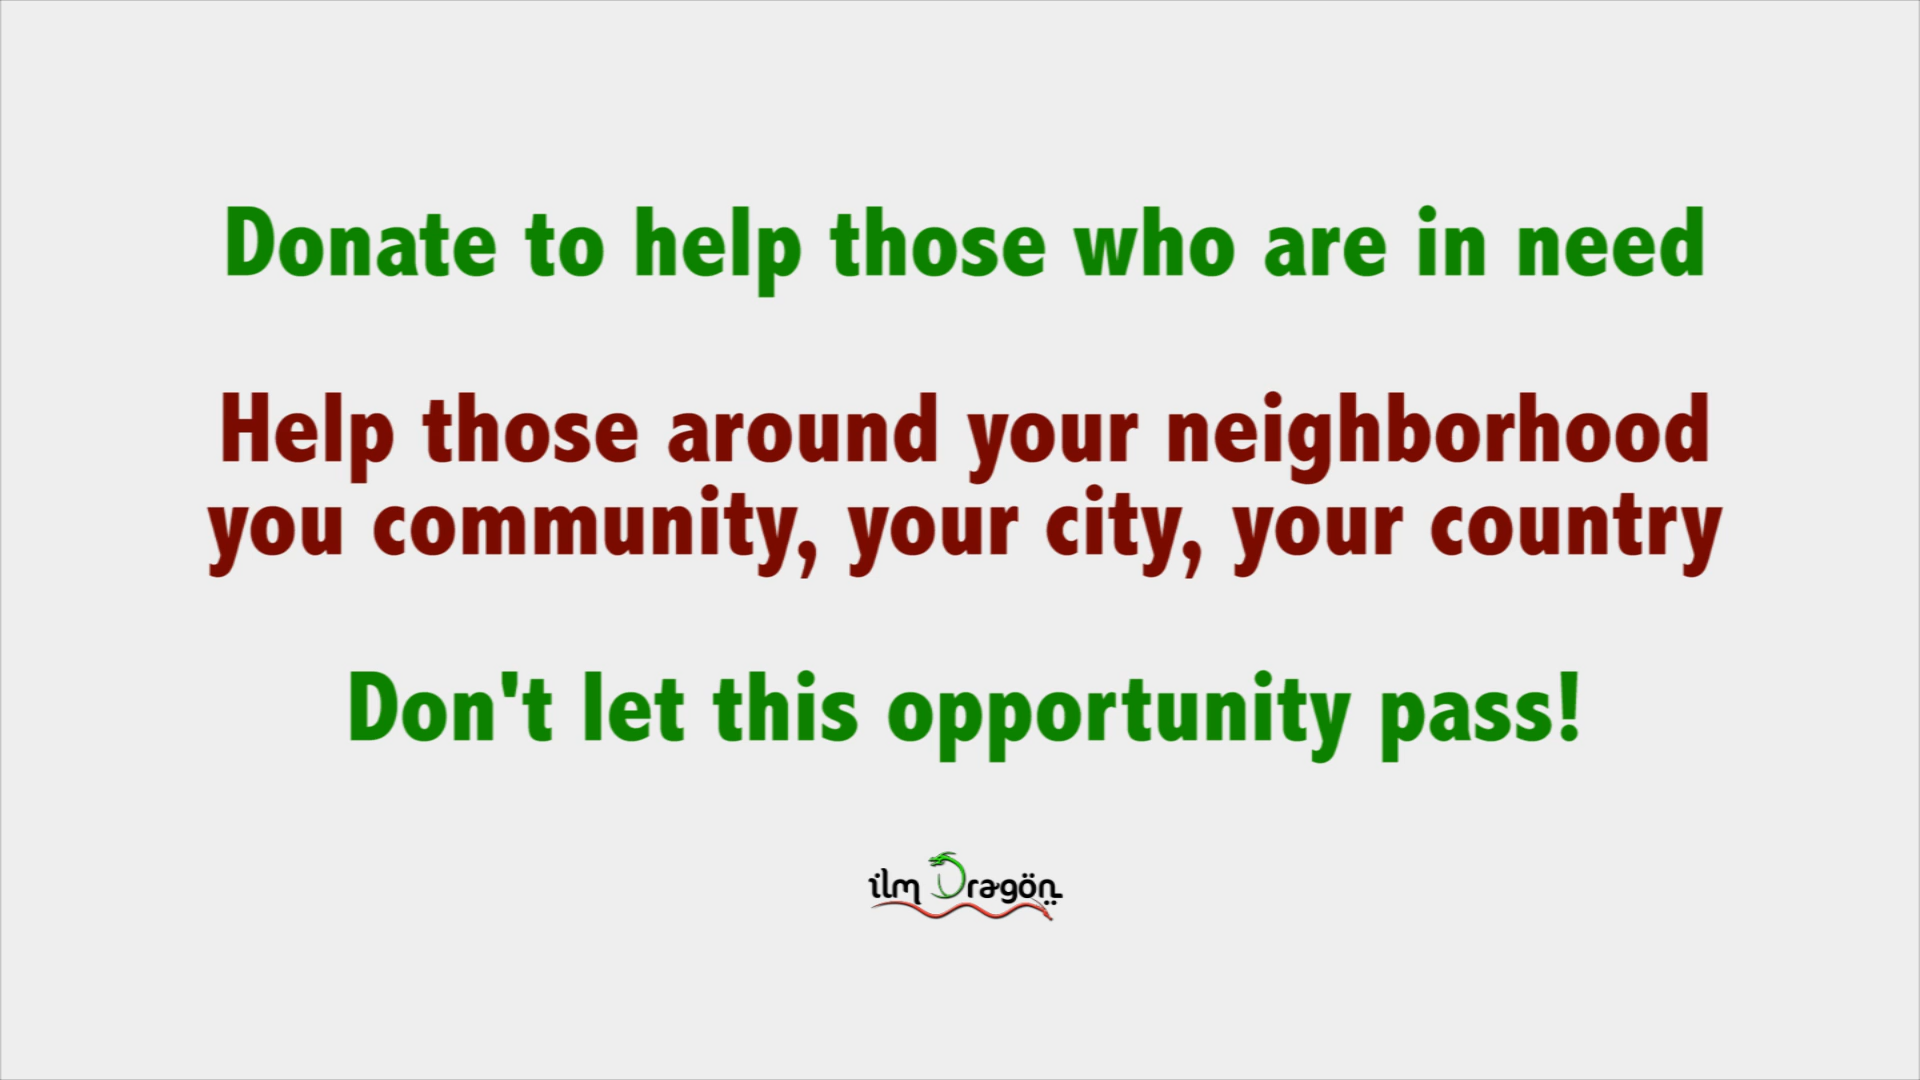 Donate to help those who are in need
Help those around your neighborhood
you community, your city, your country
Don't let this opportunity pass!
ilm Dragön